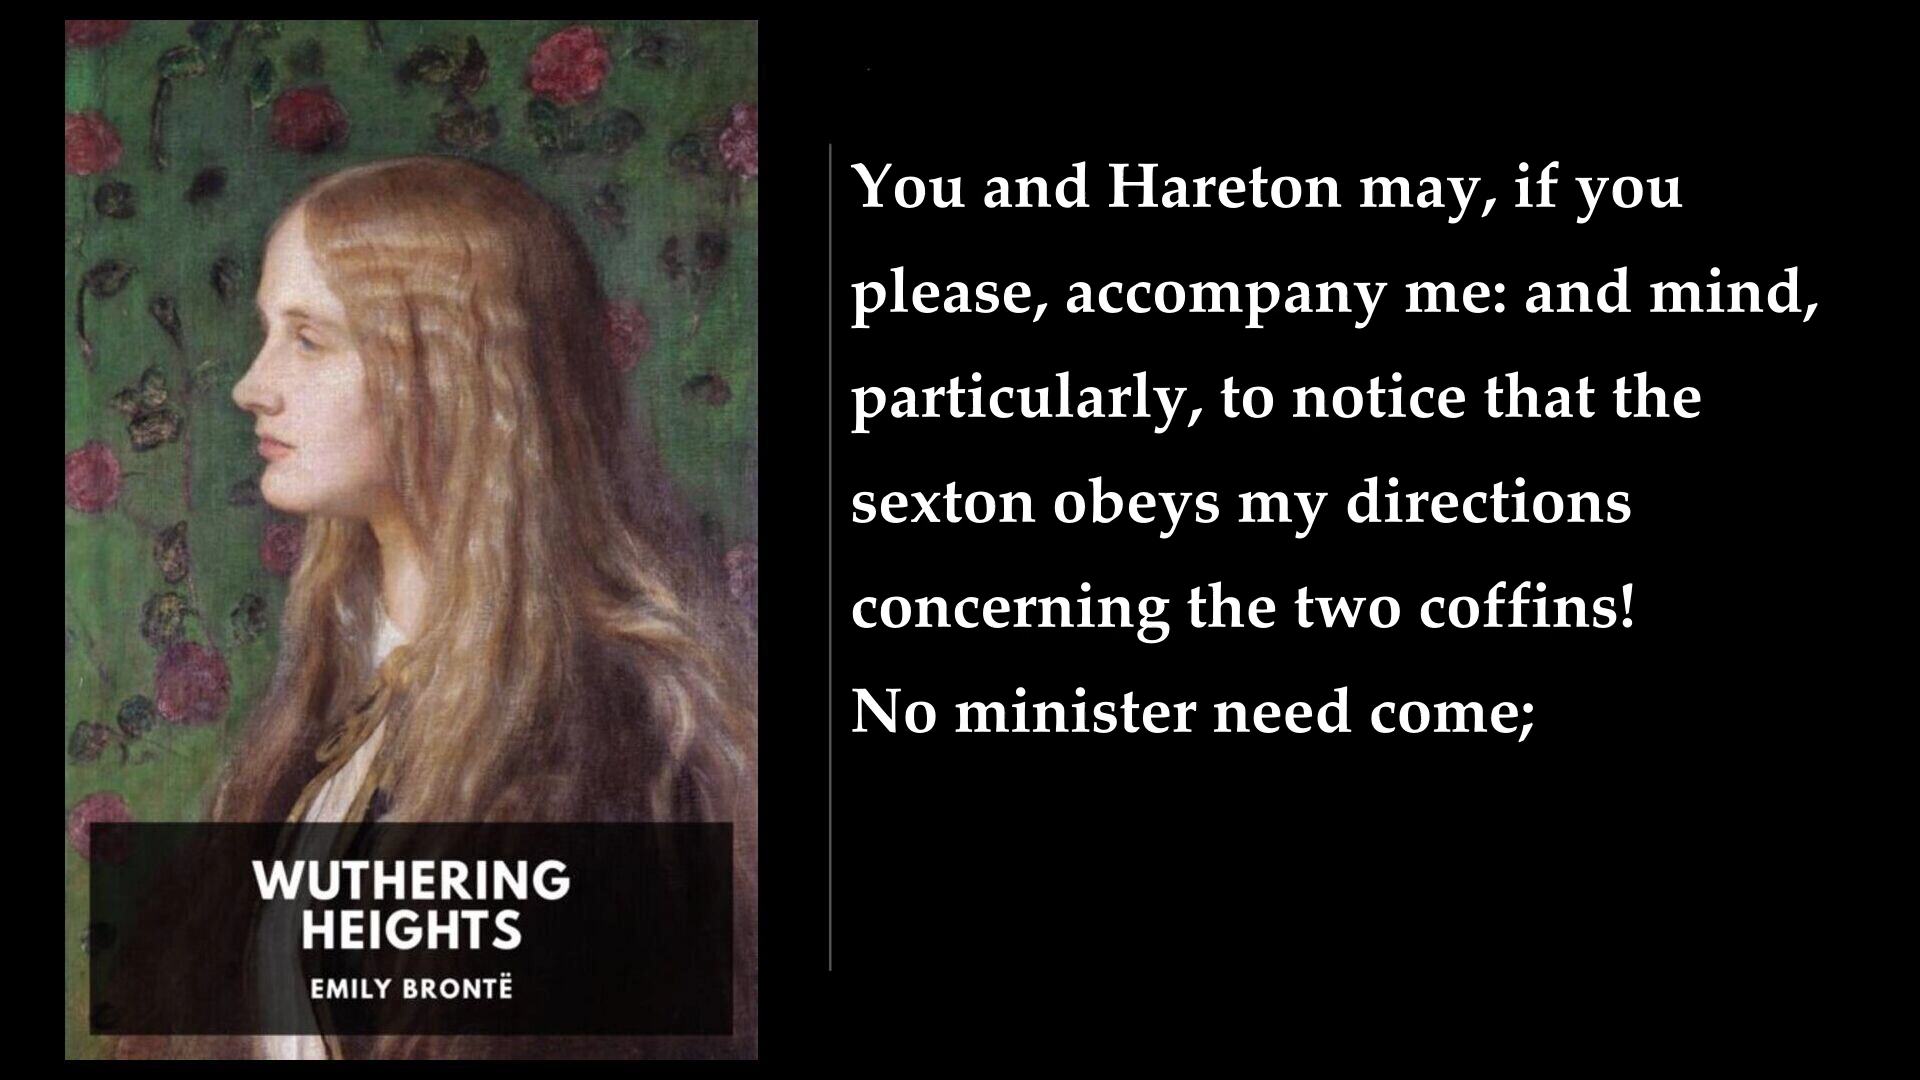 You and Hareton may, if you
please, accompany me: and mind,
particularly, to notice that the
sexton obeys my directions
concerning the two coffins!
No minister need come;
WUTHERING
HEIGHTS
EMILY BRONTË